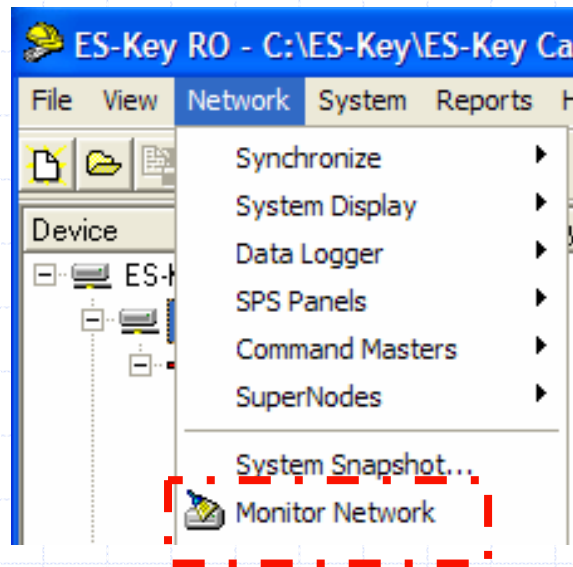 ES-Key RO - C:\ES-Key\ES-Key Ca
File View Network System Reports H
Synchronize
System Display
Device
Data Logger
ES-K
SPS Panels
Command Masters
SuperNodes
System Snapshot...
Monitor Network